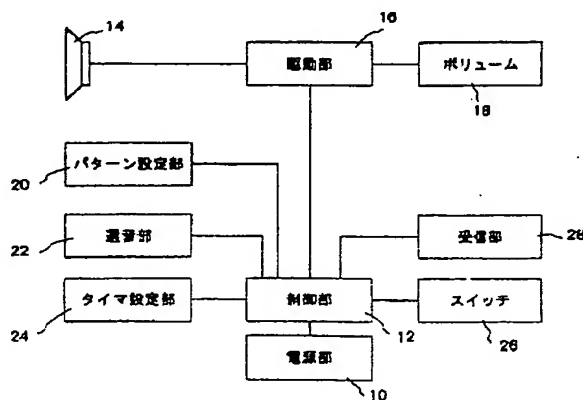 14
16
駆動部
ボリューム
18
パターン設定部
20
選音部
22
受信部
28
タイマ設定部
24
制御部
12
スイッチ
26
電源部
10